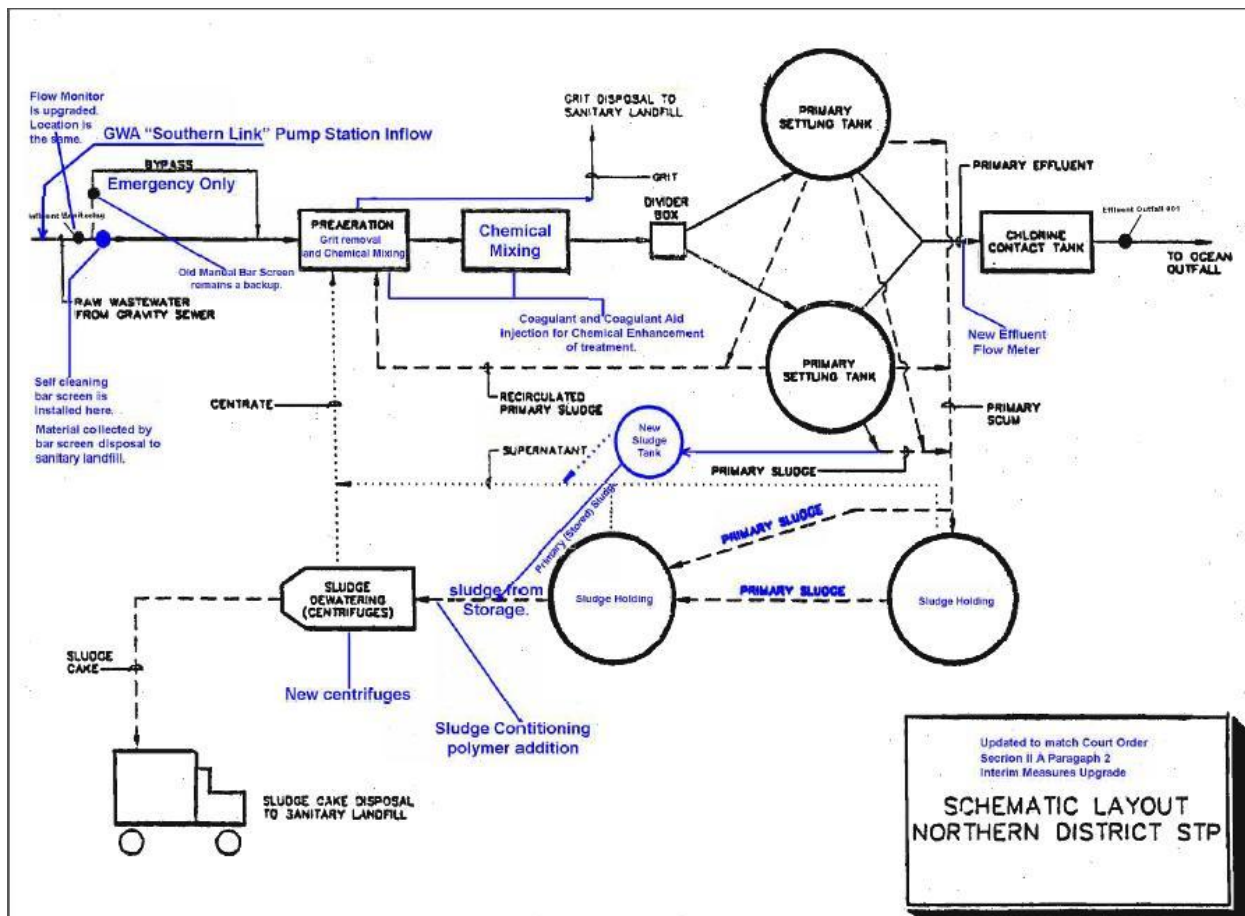 Flow Monitor
is upgraded.
Location is
the same.
GWA “Southern Link” Pump Station Inflow
BYPASS
Emergency Only
Old Manual Bar Screen
remains a backup.
RAW WASTEWATER
FROM GRAVITY SEWER
Self cleaning
bar screen is
installed here.
Material collected by
bar screen disposal to
sanitary landfill.
PREAERATION
Grit removal
and Chemical Mixing
Chemical
Mixing
GRIT DISPOSAL TO
SANITARY LANDFILL
GRIT
DIVIDER
BOX
PRIMARY
SETTLING TANK
PRIMARY EFFLUENT
CHLORINE
CONTACT TANK
Effluent Outfall 001
TO OCEAN
OUTFALL
New Effluent
Flow Meter
Coagulant and Coagulant Aid
Injection for Chemical Enhancement
of treatment.
PRIMARY
SETTLING TANK
RECIRCULATED
PRIMARY SLUDGE
CENTRATE
PRIMARY
SCUM
SUPERNATANT
New
Sludge
Tank
PRIMARY SLUDGE
Primary (Stored) Sludge
PRIMARY SLUDGE
PRIMARY SLUDGE
Sludge Holding
Sludge Holding
sludge from
Storage.
SLUDGE
DEWATERING
(CENTRIFUGES)
SLUDGE
CAKE
New centrifuges
Sludge Contitioning
polymer addition
SLUDGE CAKE DISPOSAL
TO SANITARY LANDFILL
Updated to match Court Order
Secrion II A Paragaph 2
Interim Measures Upgrade
SCHEMATIC LAYOUT
NORTHERN DISTRICT STP